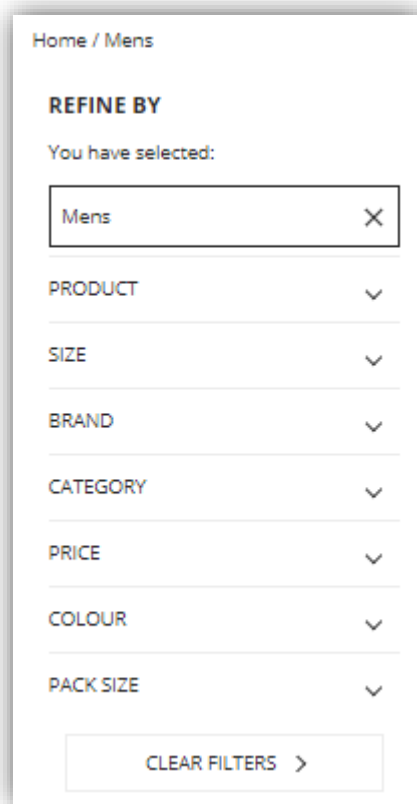 Home / Mens
REFINE BY
You have selected:
Mens
PRODUCT
SIZE
BRAND
CATEGORY
PRICE
COLOUR
PACK SIZE
CLEAR FILTERS